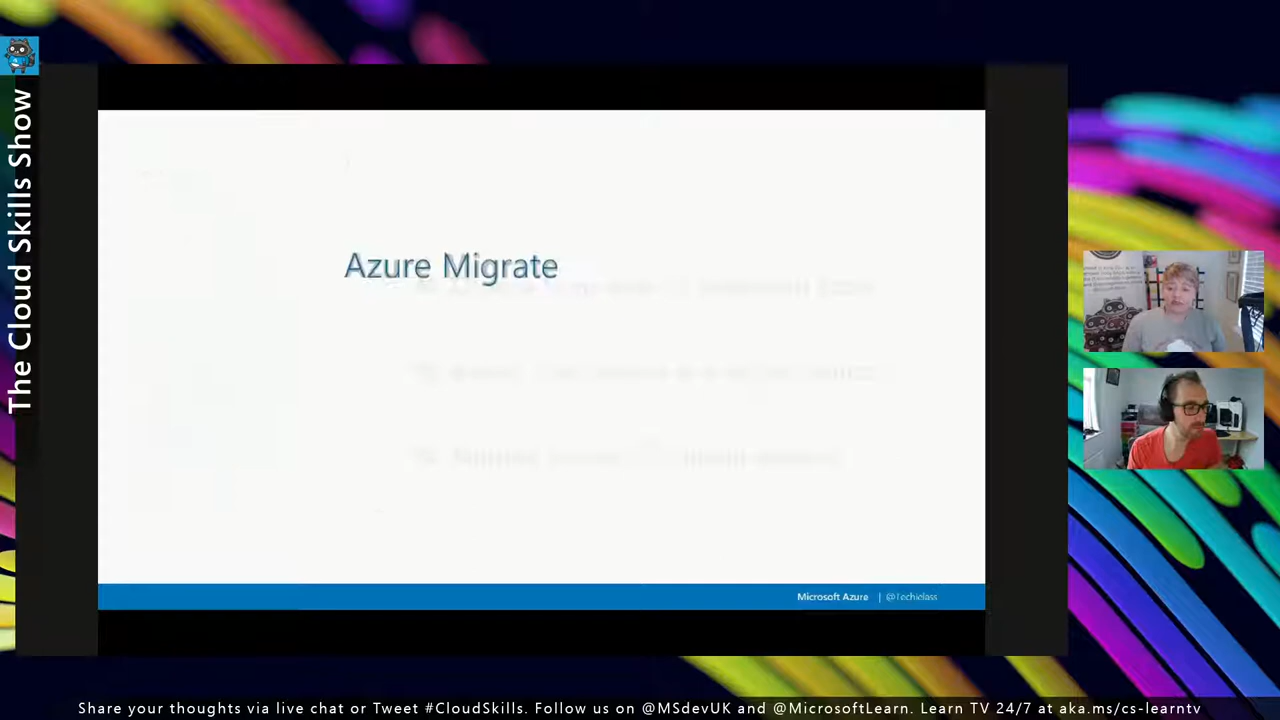 The Cloud Skills Show
Azure Migrate
Microsoft Azure | @Techielass
Share your thoughts via live chat or Tweet #CloudSkills. Follow us on @MSdevUK and @MicrosoftLearn. Learn TV 24/7 at aka.ms/cs-learntv